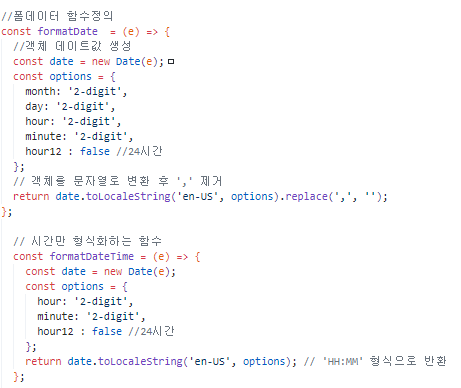 //폼데이터 함수정의
const formatDate  = (e) => {
  //객체 데이트값 생성
  const date = new Date(e);
  const options = {
    month: '2-digit',
    day: '2-digit',
    hour: '2-digit',
    minute: '2-digit',
    hour12 : false //24시간
  };
  // 객체를 문자열로 변환 후 ',' 제거
  return date.toLocaleString('en-US', options).replace(',', '');
};

  // 시간만 형식화하는 함수
  const formatDateTime = (e) => {
    const date = new Date(e);
    const options = {
      hour: '2-digit',
      minute: '2-digit',
      hour12 : false //24시간
    };
    return date.toLocaleString('en-US', options); // 'HH:MM' 형식으로 반환
  };